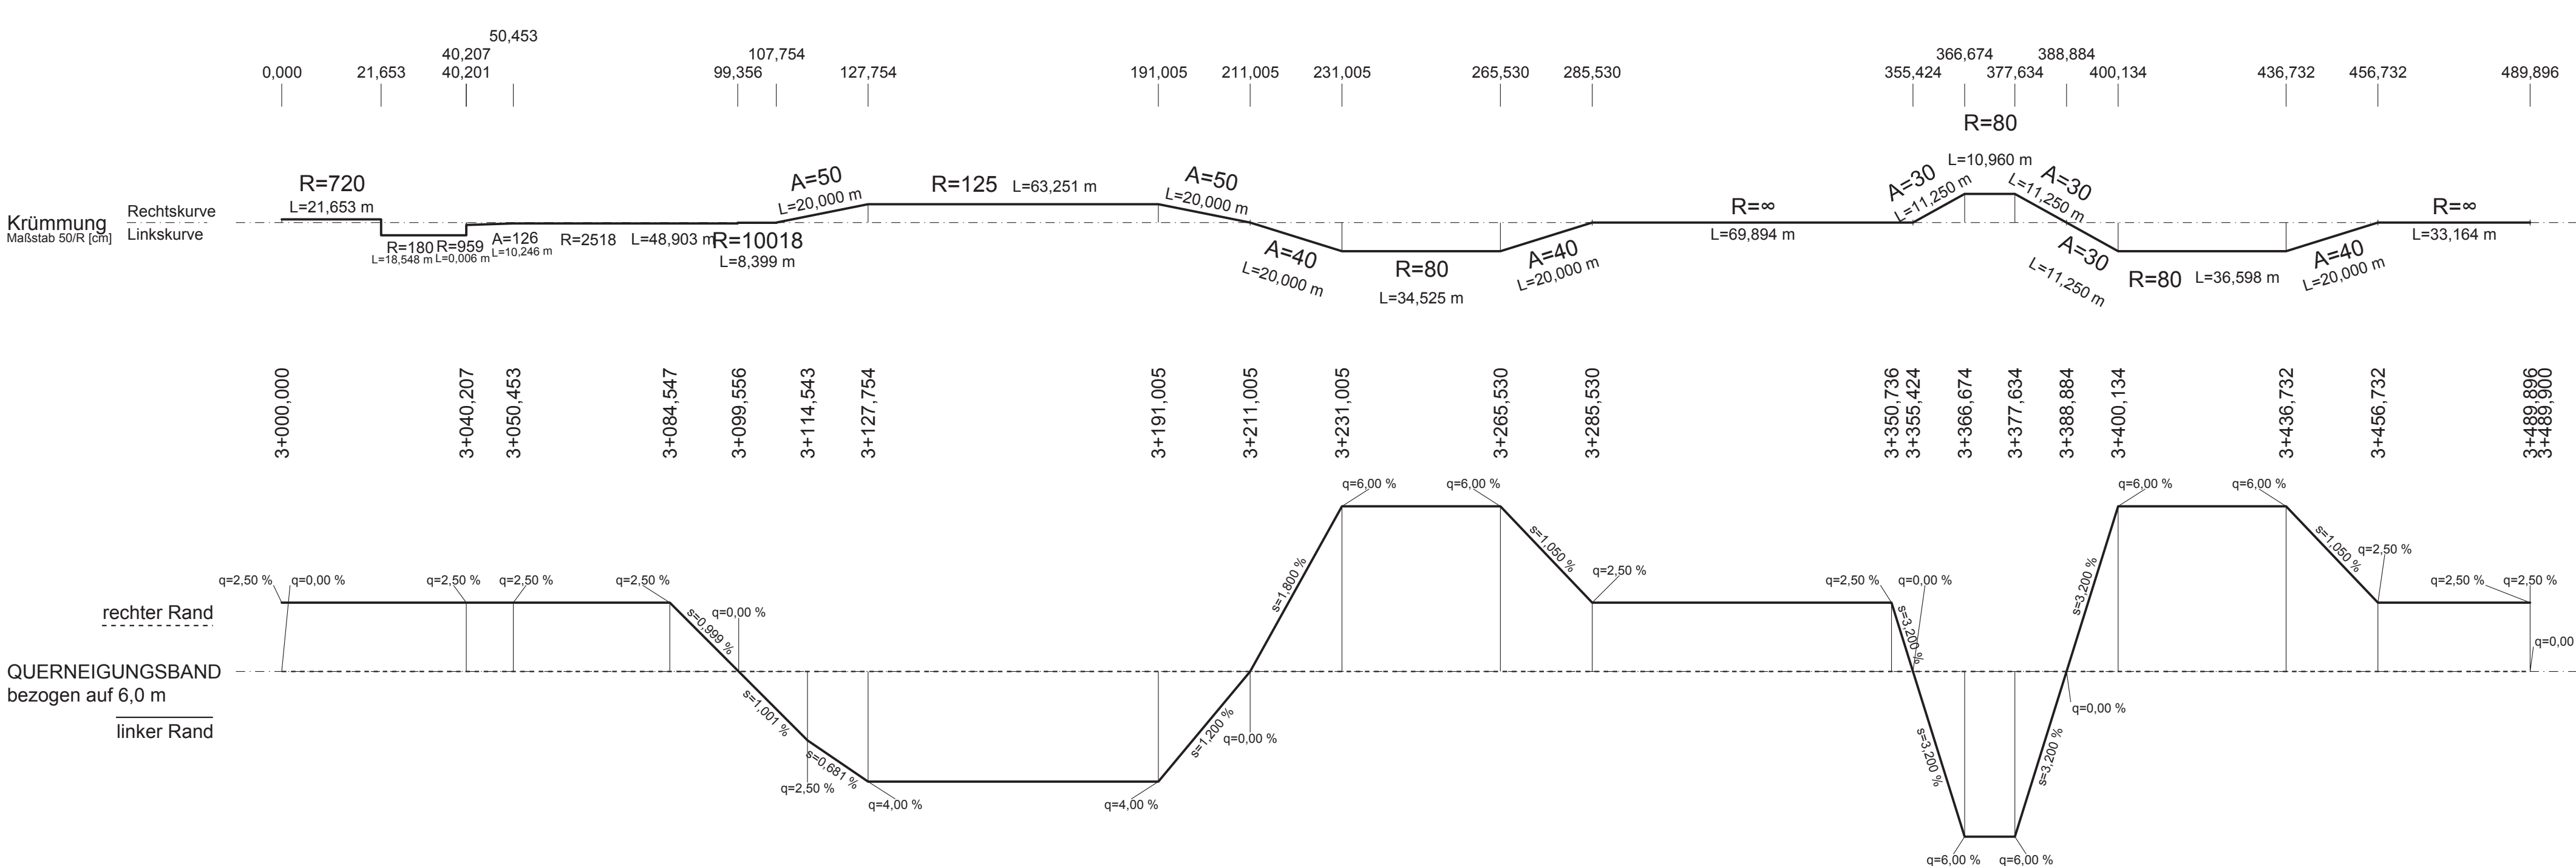 50,453
40,207
107,754
366,674
388,884
0,000
21,653
40,201
99,356
127,754
191,005
211,005
231,005
265,530
285,530
355,424
377,634
400,134
436,732
456,732
489,896
R=80
L=10,960 m
R=720
L=21,653 m
A=50
L=20,000 m
R=125
L=63,251 m
A=50
L=20,000 m
A=30
L=11,250 m
A=30
L=11,250 m
R=∞
L=69,894 m
R=∞
L=33,164 m
Krümmung
Maßstab 50/R [cm]
Rechtskurve
Linkskurve
R=180
L=18,548 m
R=959
L=0,006 m
A=126
L=10,246 m
R=2518
L=48,903 m
R=10018
L=8,399 m
A=40
L=20,000 m
R=80
L=34,525 m
A=40
L=20,000 m
A=30
L=11,250 m
R=80
L=36,598 m
A=40
L=20,000 m
3+000,000
3+040,207
3+050,453
3+084,547
3+099,556
3+114,543
3+127,754
3+191,005
3+211,005
3+231,005
3+265,530
3+285,530
3+350,736
3+355,424
3+366,674
3+377,634
3+388,884
3+400,134
3+436,732
3+456,732
3+489,896
3+489,900
q=6,00 %
q=6,00 %
q=6,00 %
q=6,00 %
s=1,800 %
s=1,050 %
s=3,200 %
s=1,050 %
q=2,50 %
q=0,00 %
q=2,50 %
q=2,50 %
q=2,50 %
q=2,50 %
q=2,50 %
q=0,00 %
q=2,50 %
q=2,50 %
q=2,50 %
s=0,999 %
q=0,00 %
s=3,200 %
q=0,00
rechter Rand
QUERNEIGUNGSBAND
bezogen auf 6,0 m
linker Rand
s=1,001 %
s=0,681 %
q=2,50 %
q=4,00 %
q=4,00 %
s=1,200 %
q=0,00 %
s=3,200 %
s=3,200 %
q=0,00 %
q=6,00 %
q=6,00 %